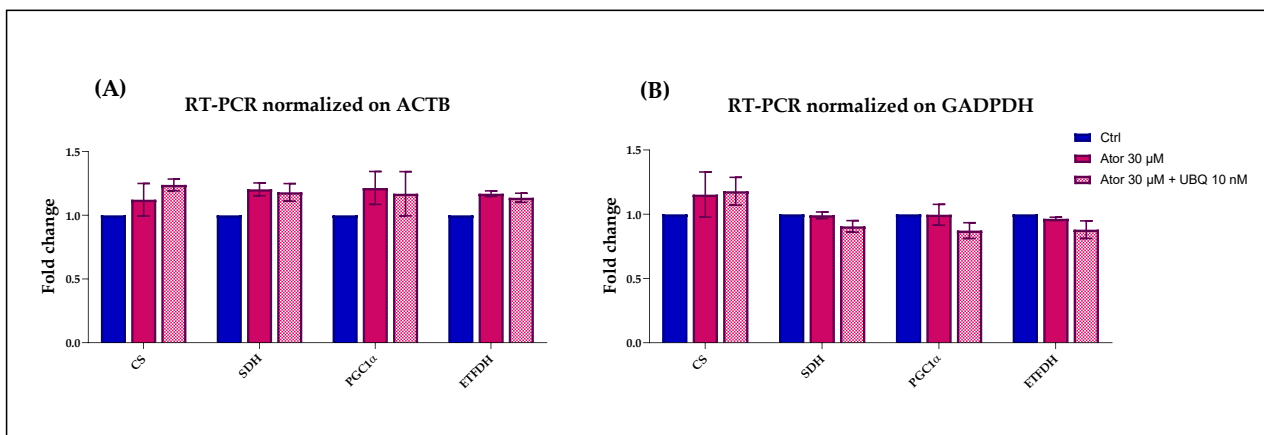 (A)
RT-PCR normalized on ACTB
Fold change
1.5
1.0
0.5
0.0
CS
SDH
PGC1α
ETFDH
(B)
RT-PCR normalized on GADPDH
Fold change
1.5
1.0
0.5
0.0
CS
SDH
PGC1α
ETFDH
Ctrl
Ator 30 µM
Ator 30 µM + UBQ 10 nM